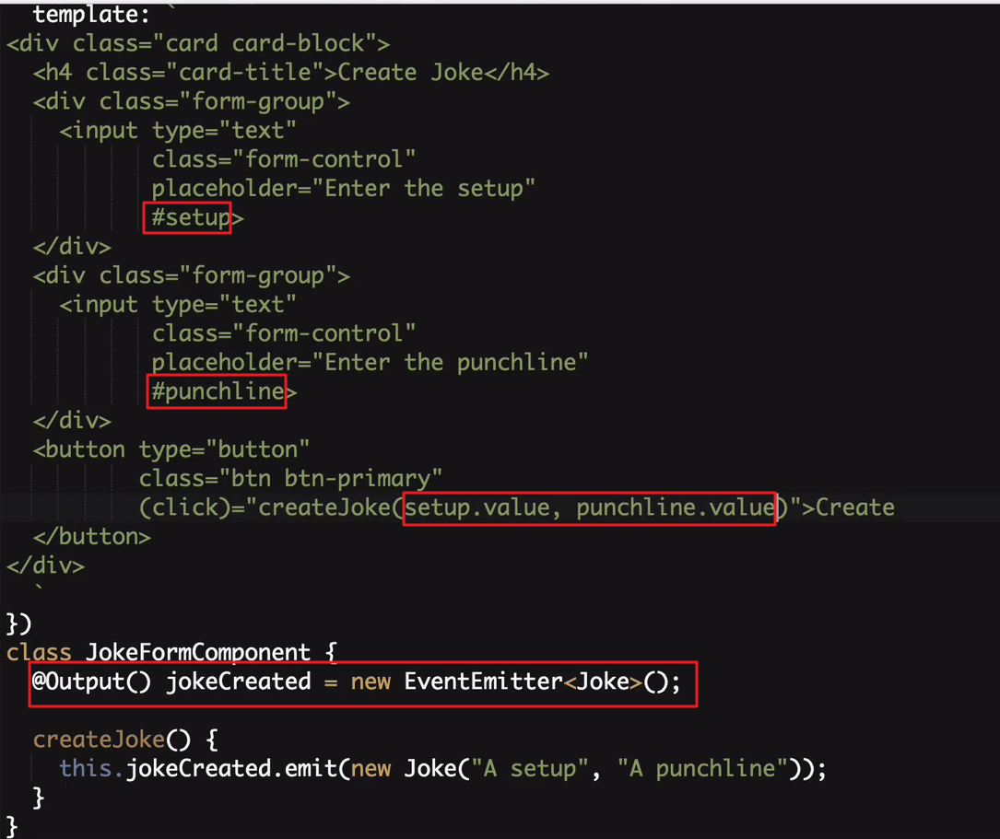 template: `
<div class="card card-block">
<h4 class="card-title">Create Joke</h4>
<div class="form-group">
<input type="text"
class="form-control"
placeholder="Enter the setup"
#setup>
</div>
<div class="form-group">
<input type="text"
class="form-control"
placeholder="Enter the punchline"
#punchline>
</div>
<button type="button"
class="btn btn-primary"
(click)="createJoke(setup.value, punchline.value)">Create
</button>
</div>
`
})
class JokeFormComponent {
@Output() jokeCreated = new EventEmitter<Joke>();
createJoke() {
this.jokeCreated.emit(new Joke("A setup", "A punchline"));
}
}